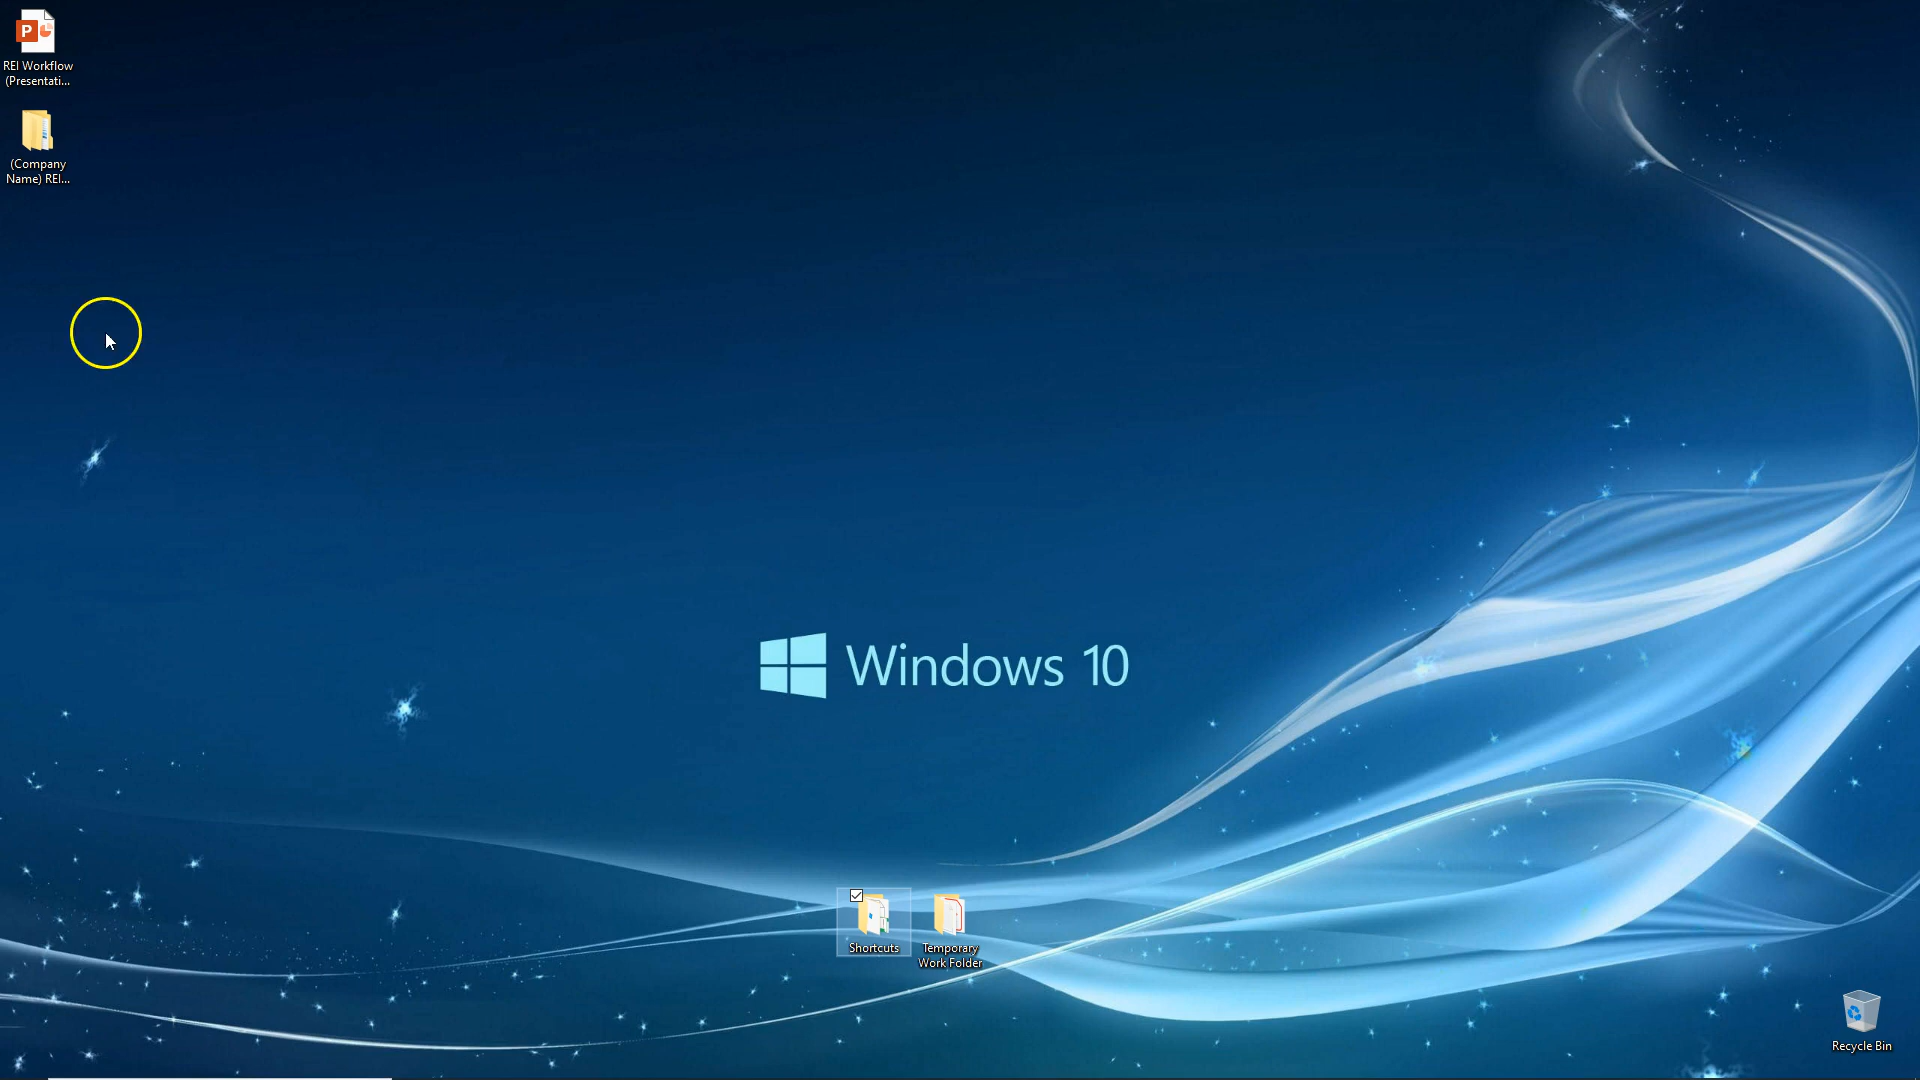 REI Workflow
(Presentati...
(Company
Name) REI...
Windows 10
Shortcuts
Temporary
Work Folder
Recycle Bin